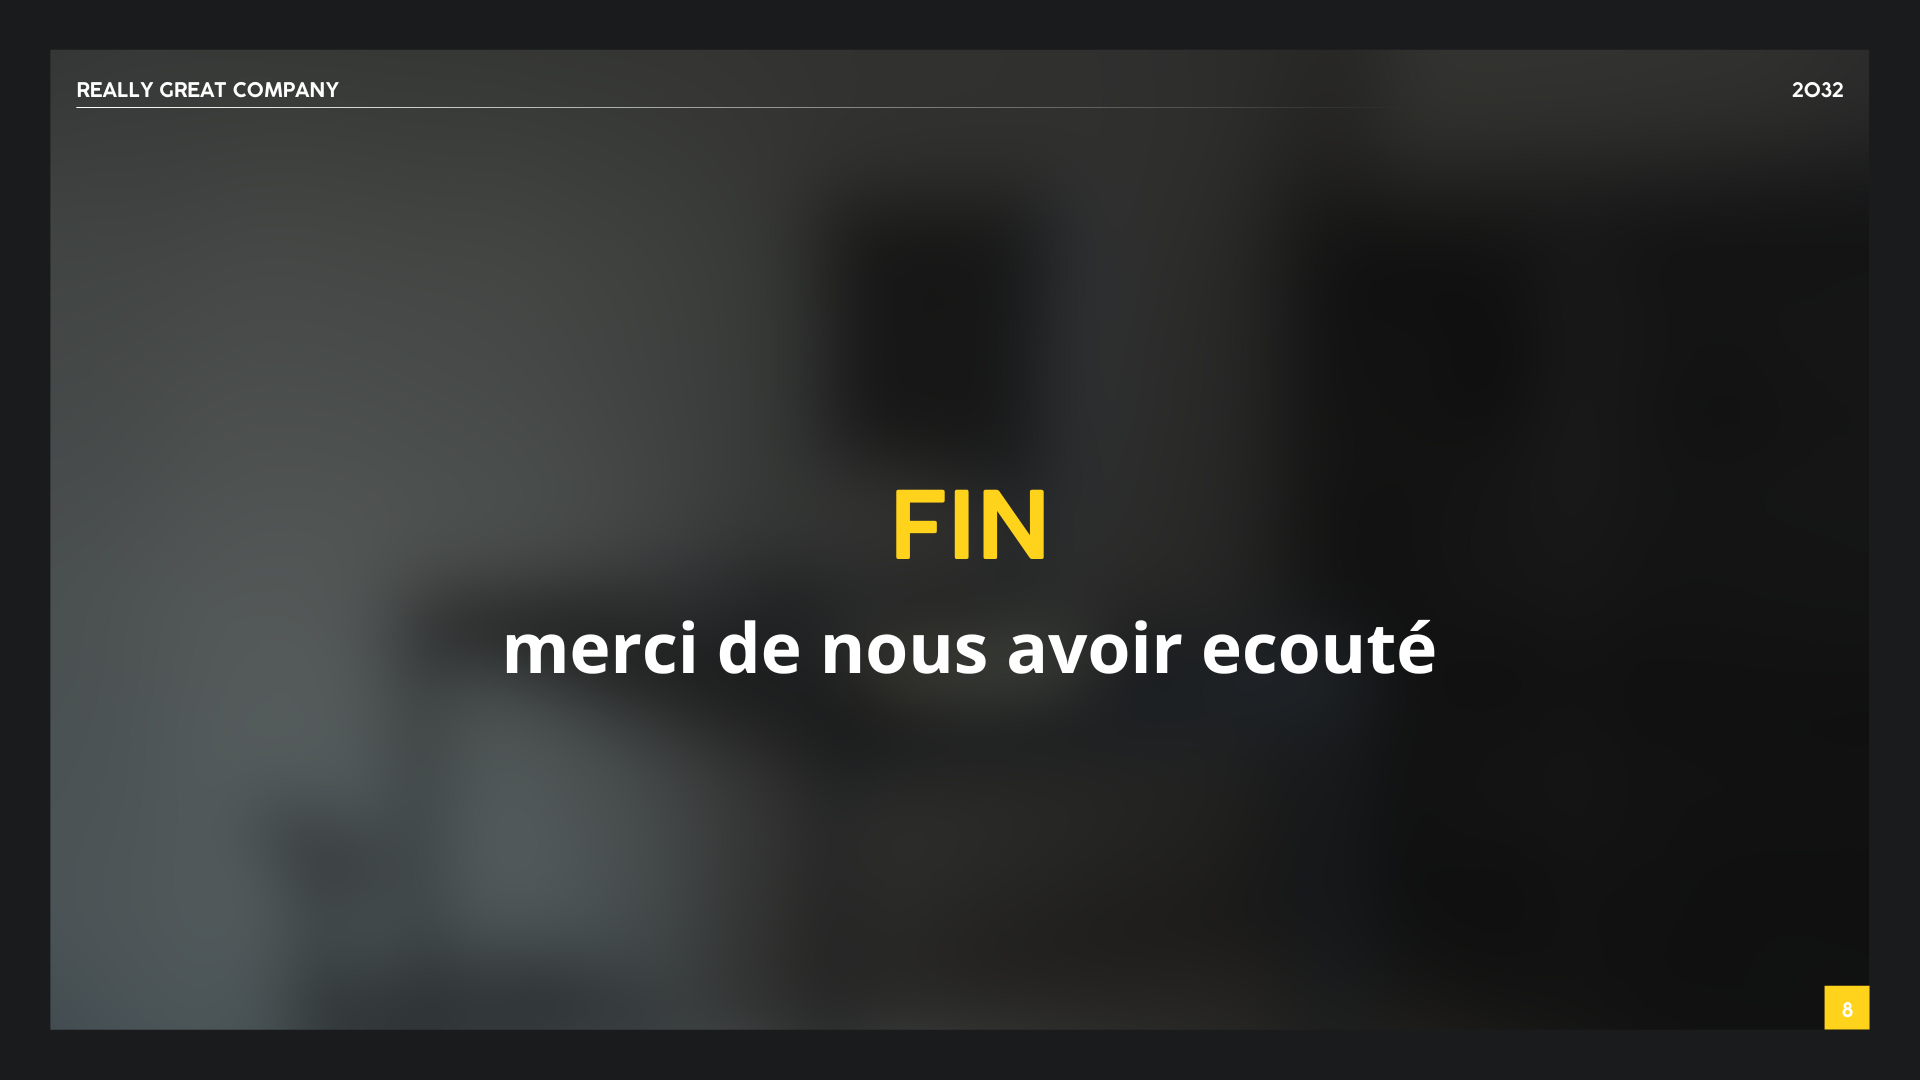 REALLY GREAT COMPANY
2032
FIN
merci de nous avoir ecouté
8